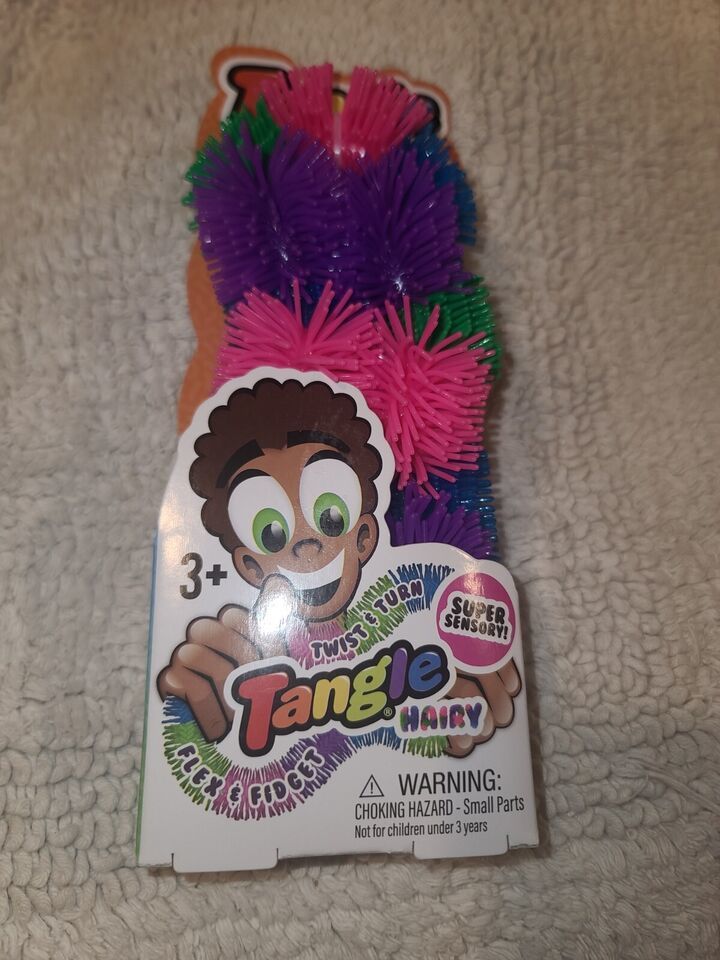 3+
TWIST & TURN
SUPER
SENSORY!
Tangle®
HAIRY
FLEX & FIDGET
⚠ WARNING:
CHOKING HAZARD - Small Parts
Not for children under 3 years